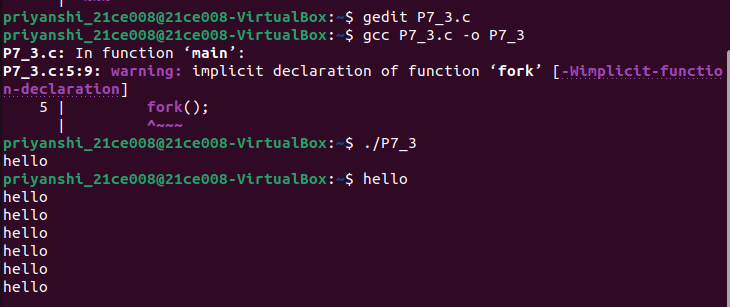 priyanshi_21ce008@21ce008-VirtualBox:~$ gedit P7_3.c
priyanshi_21ce008@21ce008-VirtualBox:~$ gcc P7_3.c -o P7_3
P7_3.c: In function ‘main’:
P7_3.c:5:9: warning: implicit declaration of function ‘fork’ [-Wimplicit-functio
n-declaration]
    5 |         fork();
      |         ^~~~
priyanshi_21ce008@21ce008-VirtualBox:~$ ./P7_3
hello
priyanshi_21ce008@21ce008-VirtualBox:~$ hello
hello
hello
hello
hello
hello
hello